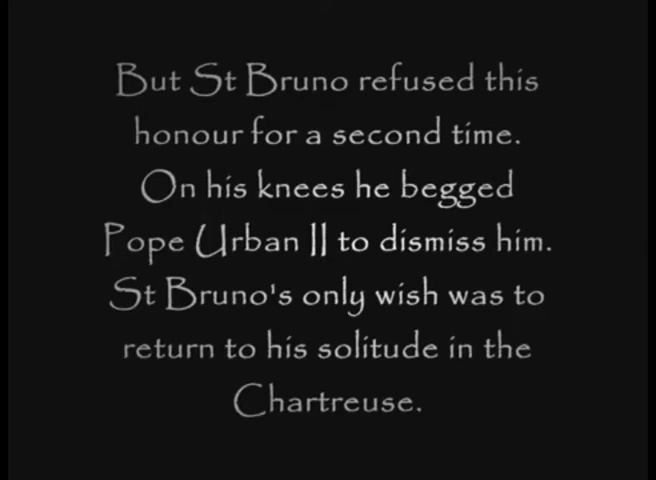 But St Bruno refused this
honour for a second time.
On his knees he begged
Pope Urban II to dismiss him.
St Bruno's only wish was to
return to his solitude in the
Chartreuse.